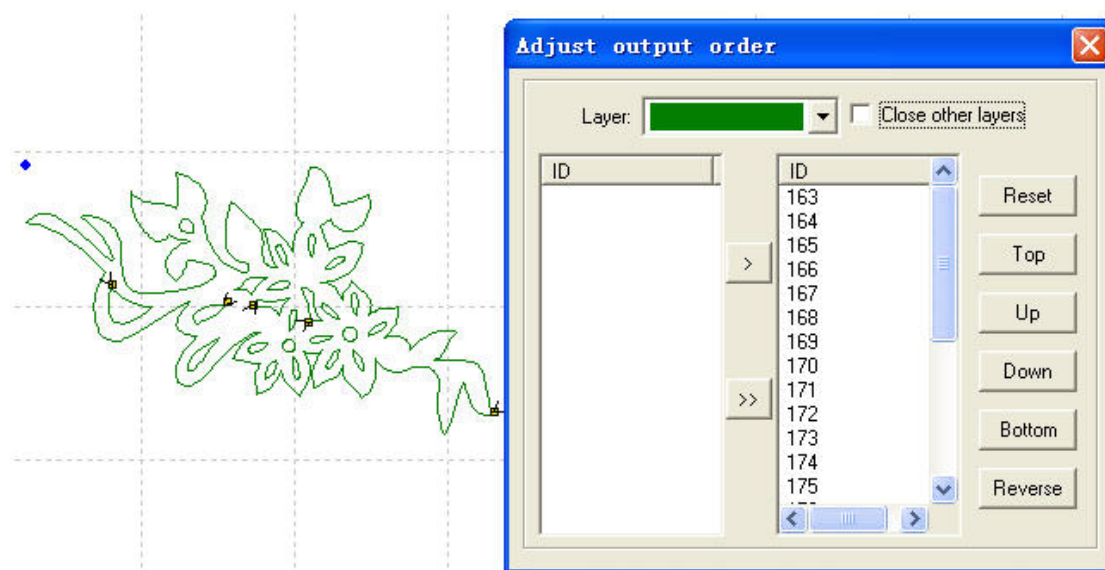 Adjust output order
Layer:
Close other layers
ID
ID
163
164
165
166
167
168
169
170
171
172
173
174
175
>
>>
Reset
Top
Up
Down
Bottom
Reverse